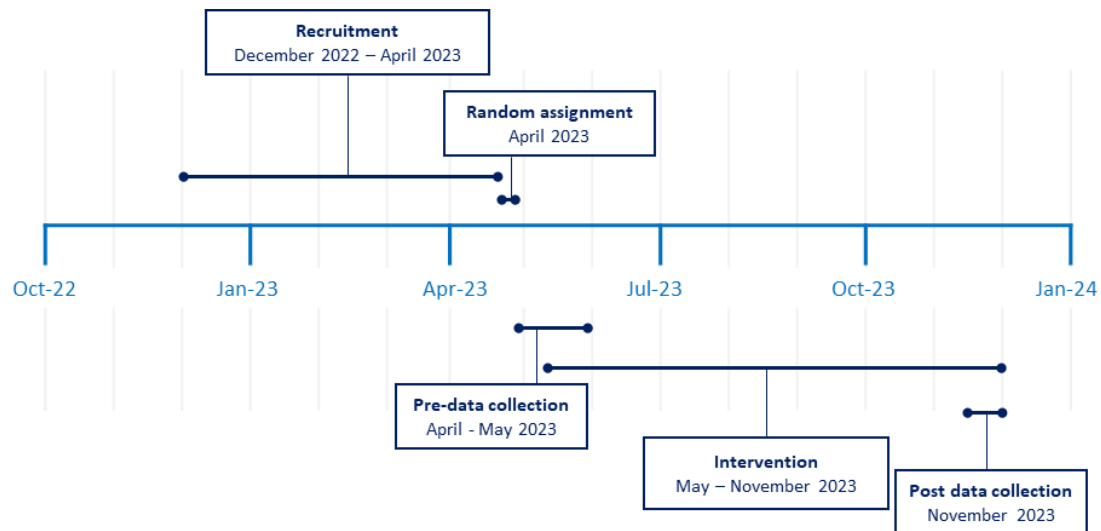 Recruitment
December 2022 – April 2023
Random assignment
April 2023
Oct-22
Jan-23
Apr-23
Jul-23
Oct-23
Jan-24
Pre-data collection
April - May 2023
Intervention
May – November 2023
Post data collection
November 2023